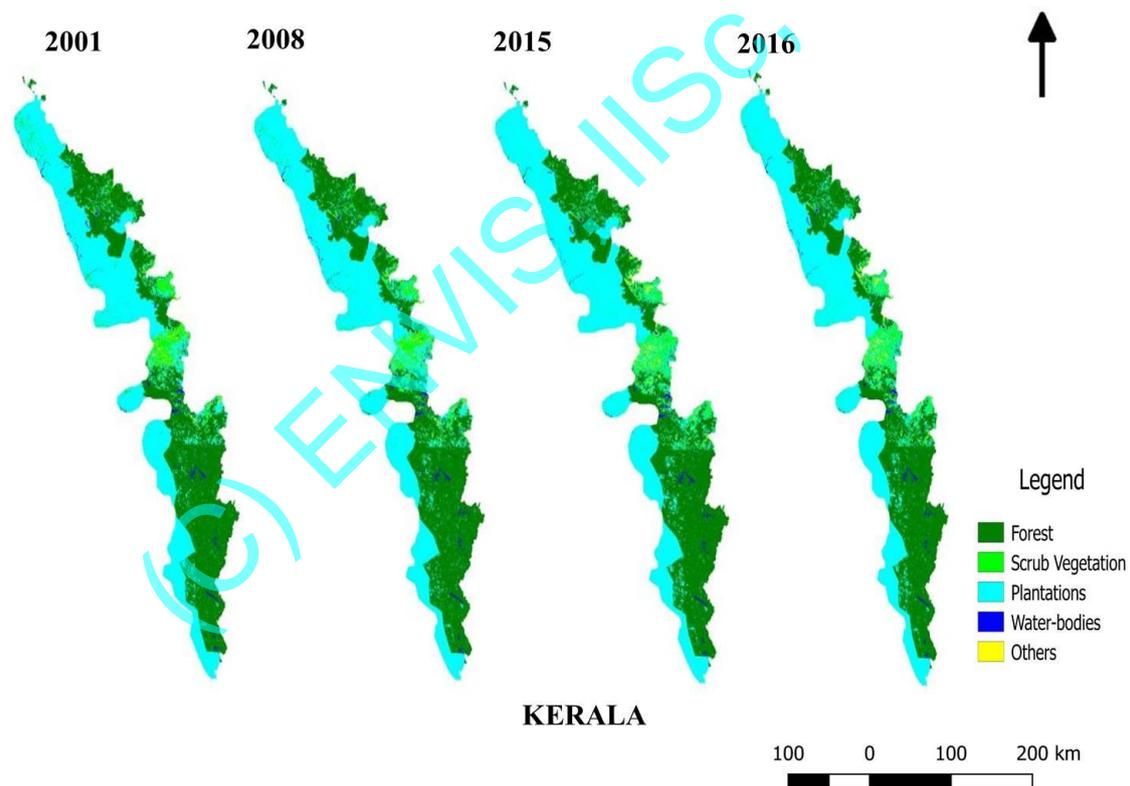 2001
2008
2015
2016
(C) ENVIS, IISc.
Legend
Forest
Scrub Vegetation
Plantations
Water-bodies
Others
KERALA
100 0 100 200 km